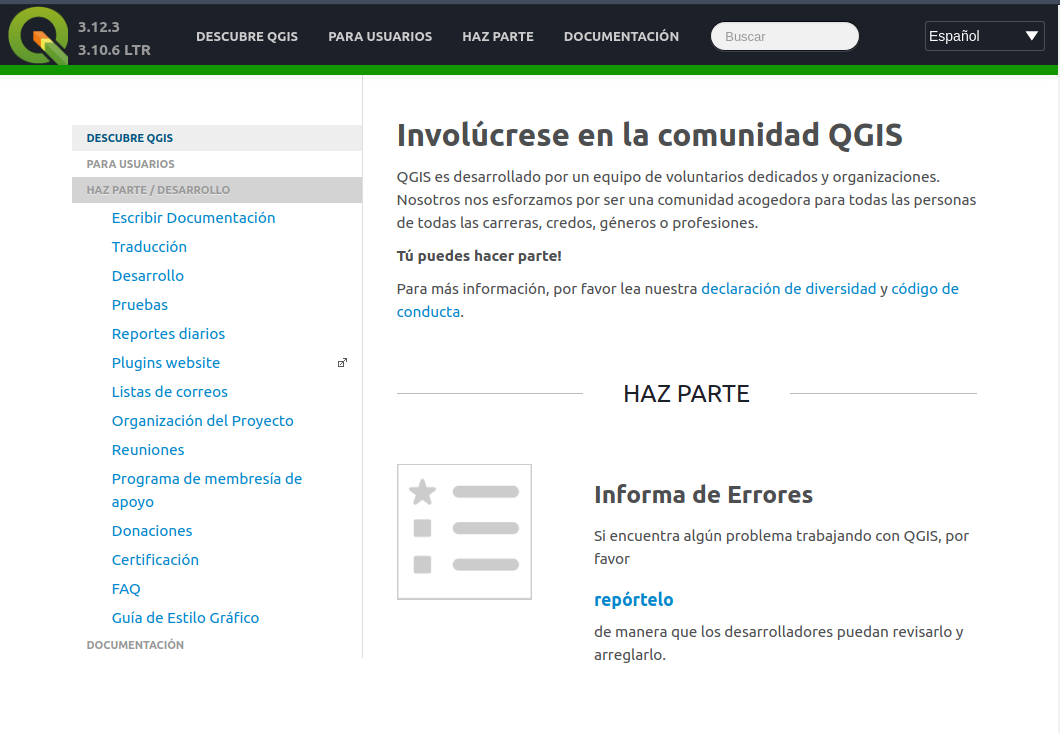 3.12.3
3.10.6 LTR
DESCUBRE QGIS
PARA USUARIOS
HAZ PARTE
DOCUMENTACIÓN
Buscar
Español
DESCUBRE QGIS
PARA USUARIOS
HAZ PARTE / DESARROLLO
Escribir Documentación
Traducción
Desarrollo
Pruebas
Reportes diarios
Plugins website
Listas de correos
Organización del Proyecto
Reuniones
Programa de membresía de
apoyo
Donaciones
Certificación
FAQ
Guía de Estilo Gráfico
DOCUMENTACIÓN
Involúcrese en la comunidad QGIS
QGIS es desarrollado por un equipo de voluntarios dedicados y organizaciones.
Nosotros nos esforzamos por ser una comunidad acogedora para todas las personas
de todas las carreras, credos, géneros o profesiones.
Tú puedes hacer parte!
Para más información, por favor lea nuestra declaración de diversidad y código de
conducta.
HAZ PARTE
Informa de Errores
Si encuentra algún problema trabajando con QGIS, por
favor
repórtelo
de manera que los desarrolladores puedan revisarlo y
arreglarlo.